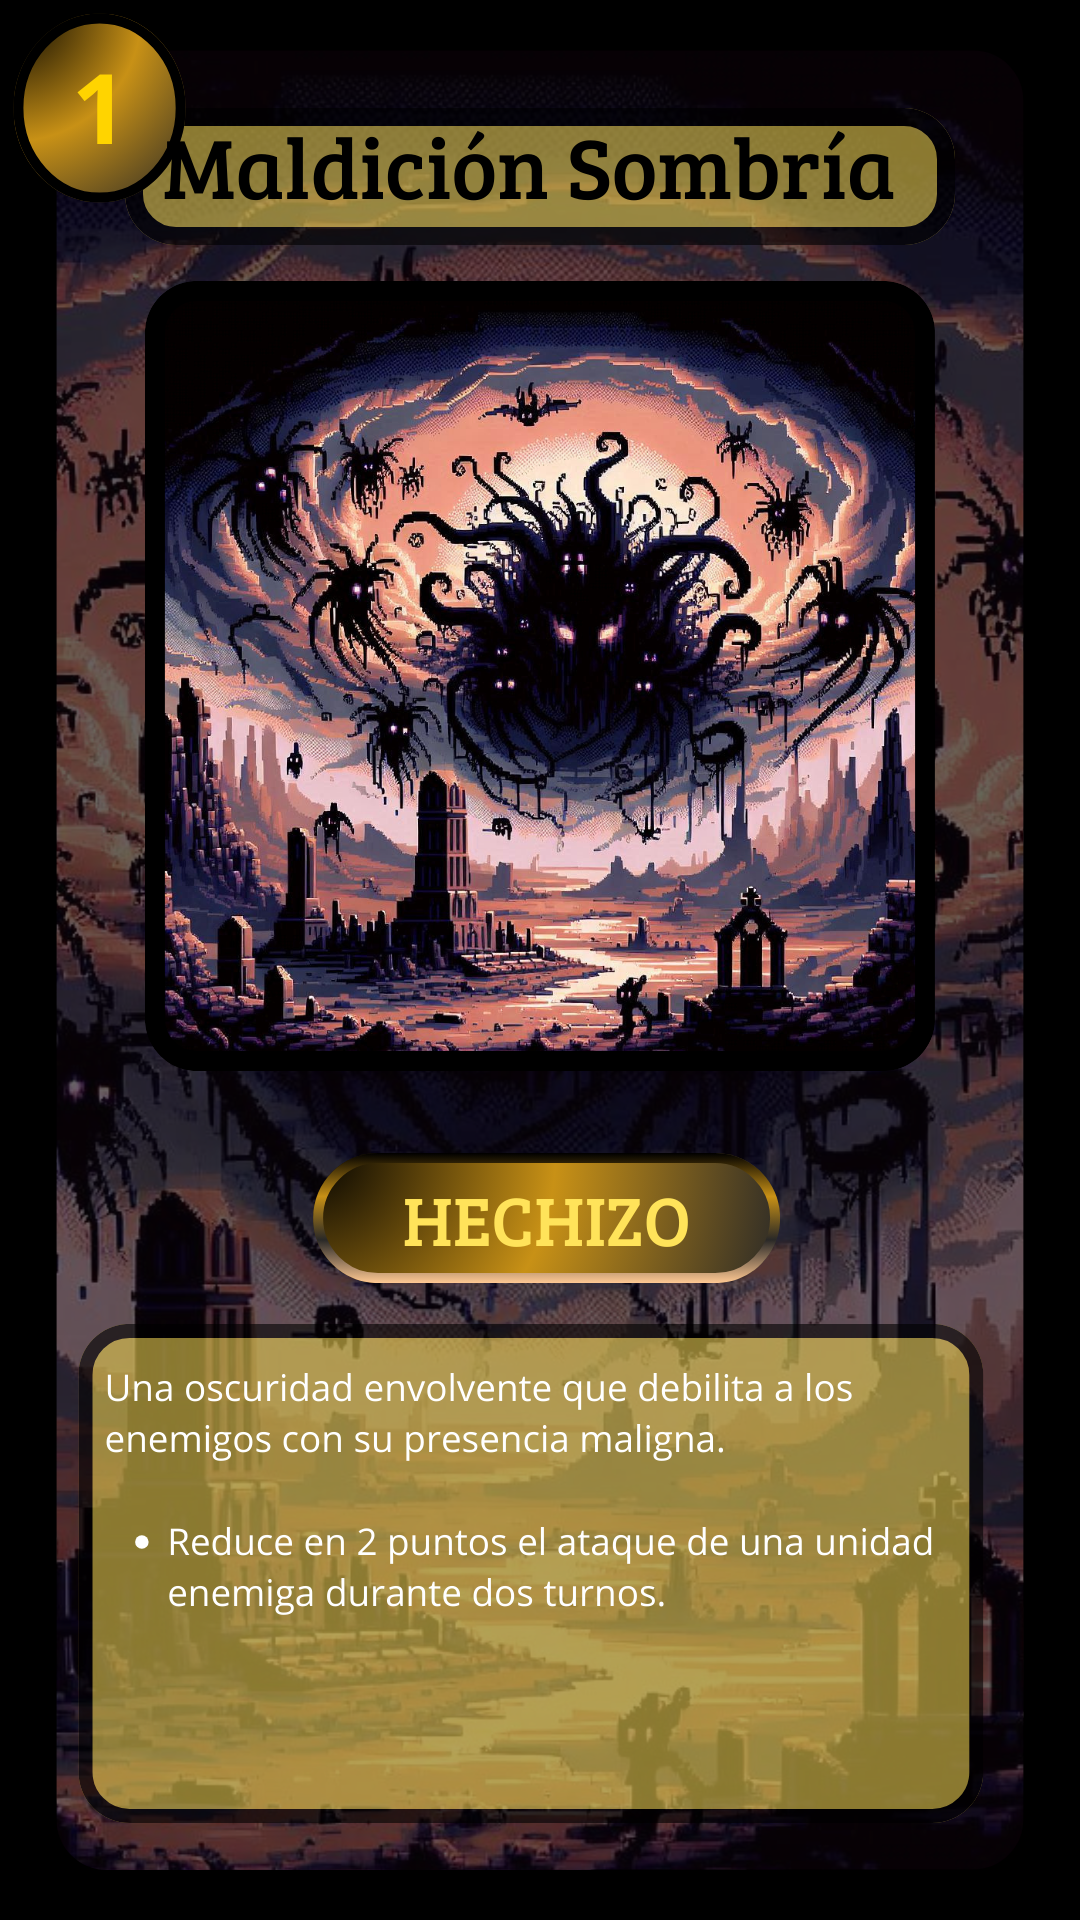 1
Maldición Sombría
HECHIZO
Una oscuridad envolvente que debilita a los
enemigos con su presencia maligna.
• Reduce en 2 puntos el ataque de una unidad
enemiga durante dos turnos.